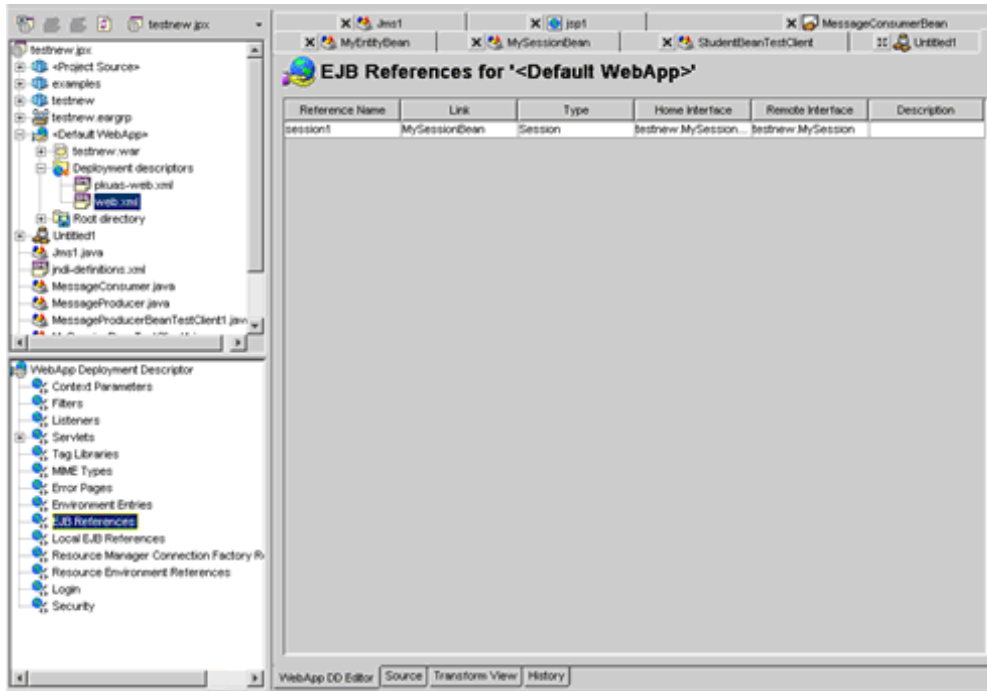 testnew.jpx
testnew.jpx
<Project Source>
examples
testnew
testnew.eargrp
<Default WebApp>
testnew.war
Deployment descriptors
pkuas-web.xml
web.xml
Root directory
Untitled1
Jms1.java
jndi-definitions.xml
MessageConsumer.java
MessageProducer.java
MessageProducerBeanTestClient1.jav
WebApp Deployment Descriptor
Context Parameters
Filters
Listeners
Servlets
Tag Libraries
MIME Types
Error Pages
Environment Entries
EJB References
Local EJB References
Resource Manager Connection Factory R
Resource Environment References
Login
Security
Jms1 jsp1 MessageConsumerBean
MyEntityBean MySessionBean StudentBeanTestClient Untitled1
EJB References for '<Default WebApp>'
Reference Name Link Type Home Interface Remote Interface Description
session1 MySessionBean Session testnew.MySession... testnew.MySession
WebApp DD Editor Source Transform View History